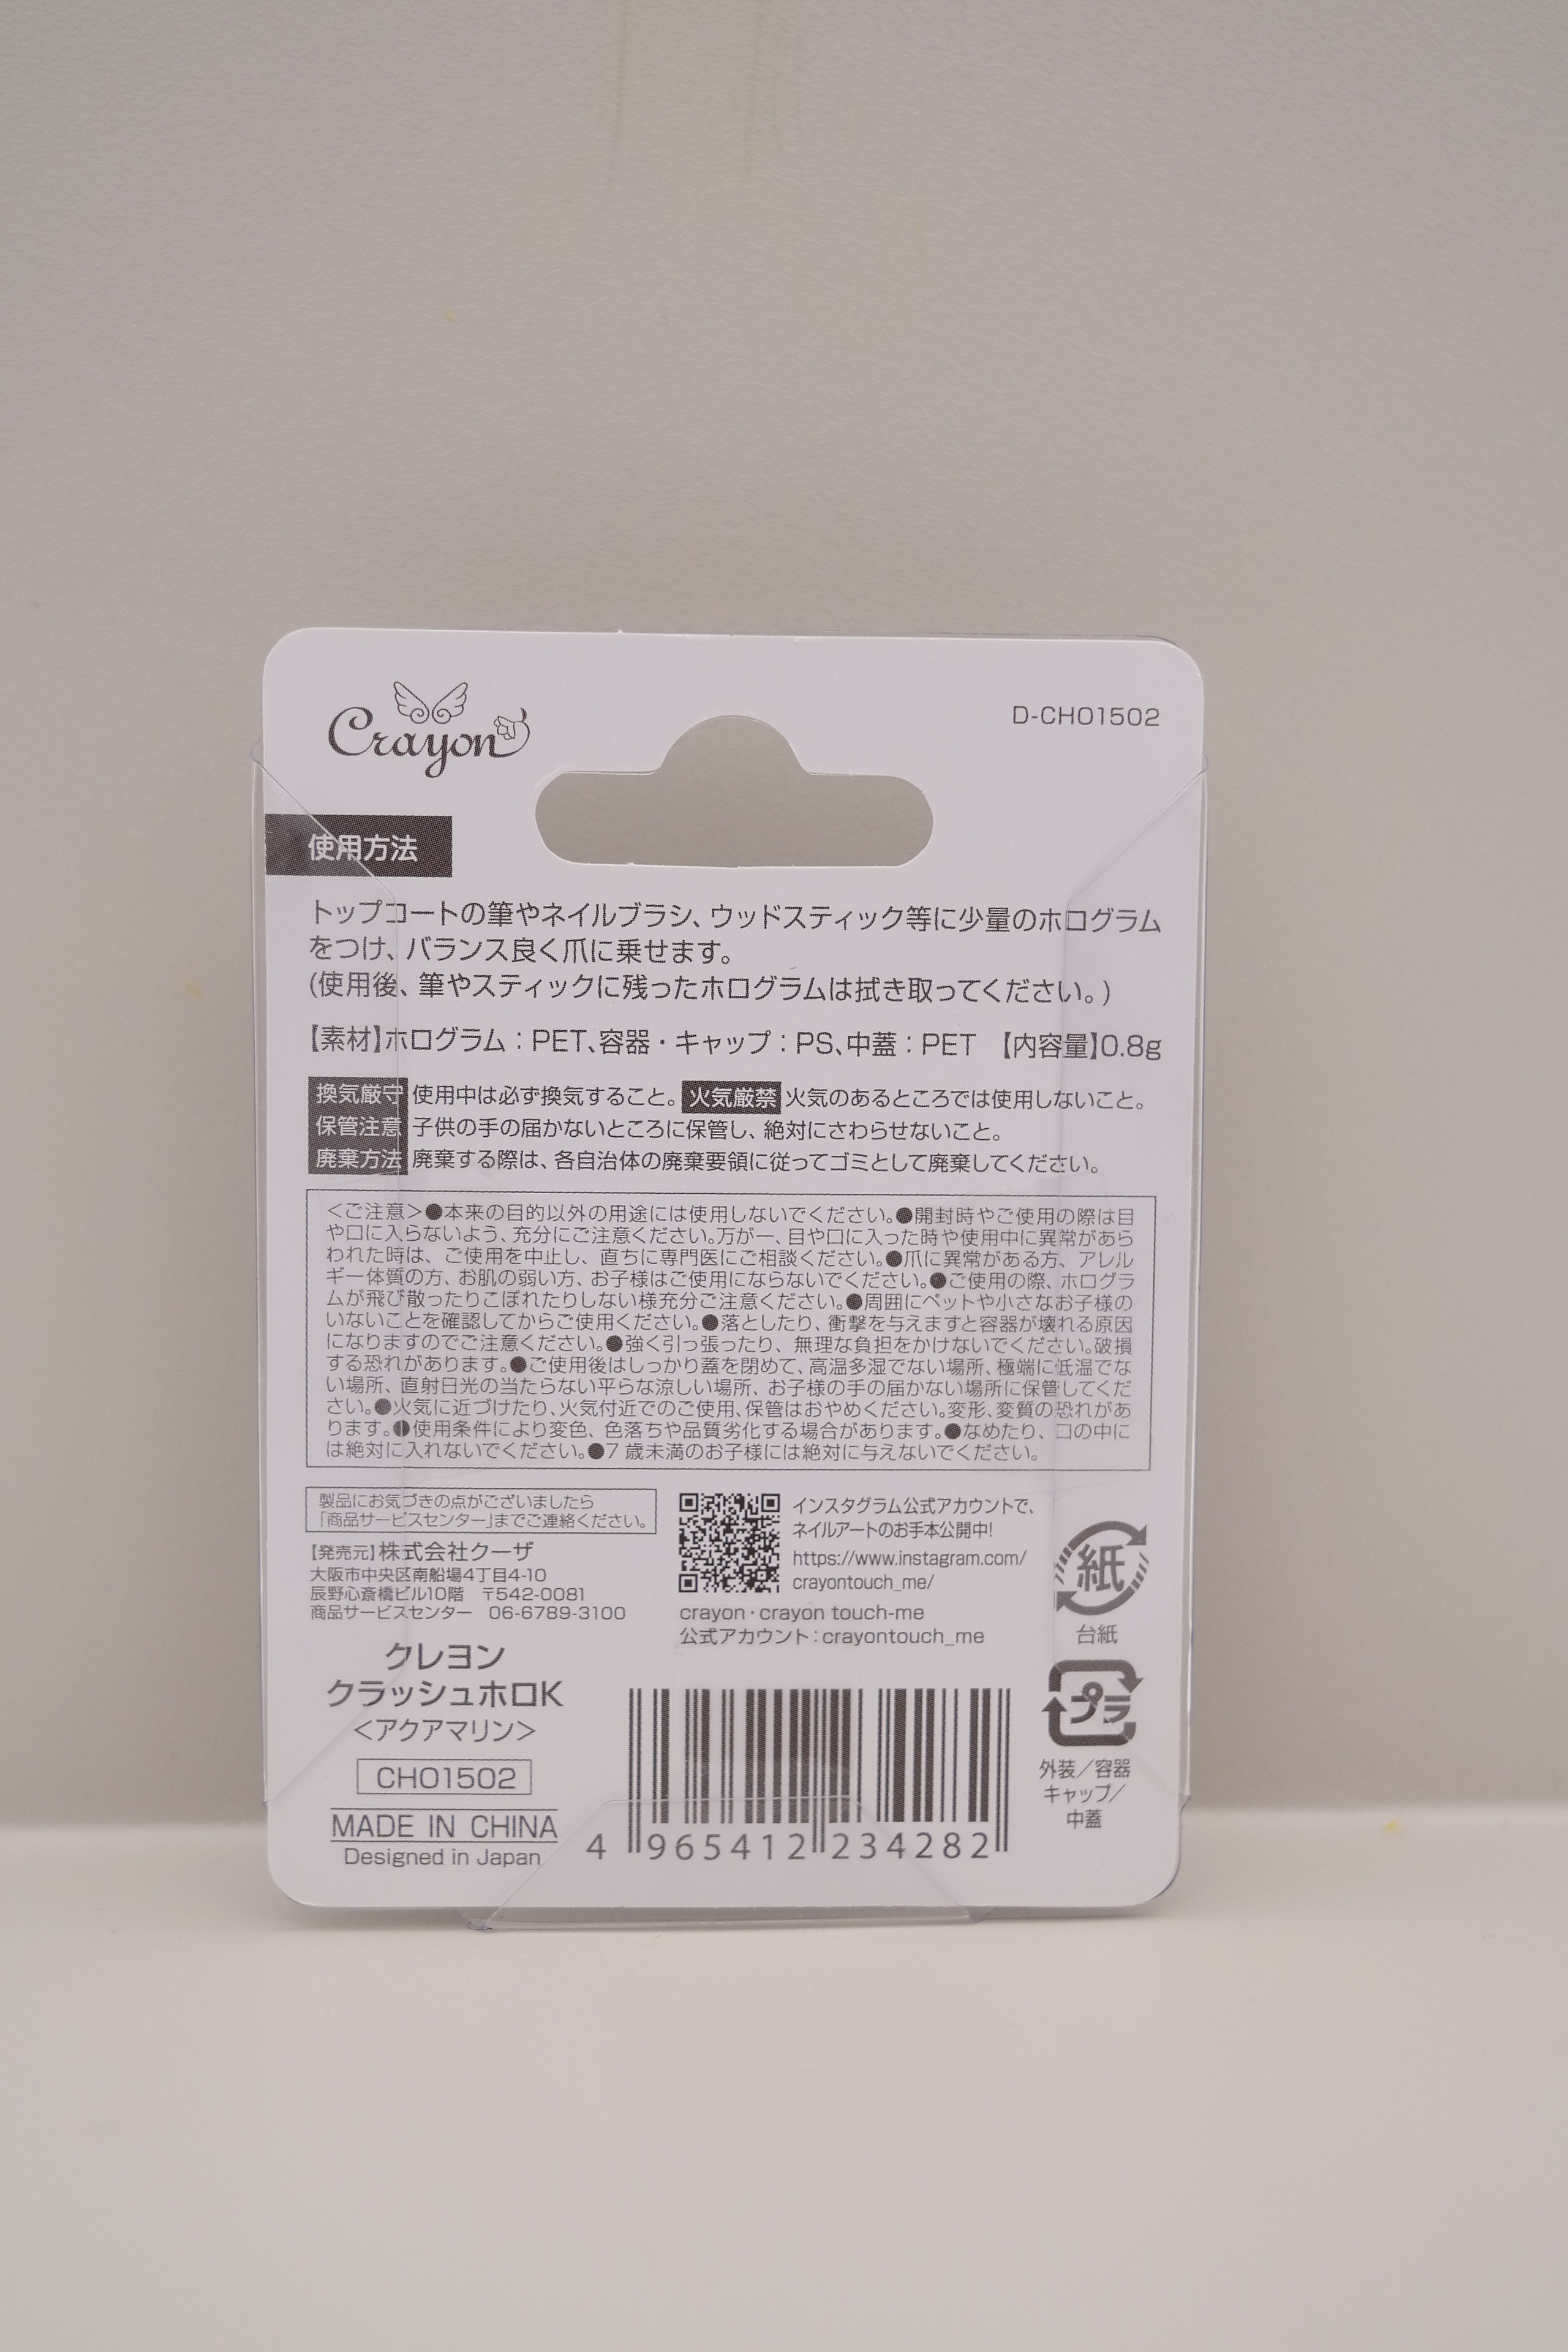 Crayon
D-CHO1502
使用方法
トップコートの筆やネイルブラシ、ウッドスティック等に少量のホログラム
をつけ、バランス良く爪に乗せます。
(使用後、筆やスティックに残ったホログラムは拭き取ってください。)
【素材】ホログラム：PET、容器・キャップ：PS、中蓋：PET 【内容量】0.8g
換気厳守 使用中は必ず換気すること。 火気厳禁 火気のあるところでは使用しないこと。
保管注意 子供の手の届かないところに保管し、絶対にさわらせないこと。
廃棄方法 廃棄する際は、各自治体の廃棄要領に従ってゴミとして廃棄してください。
＜ご注意＞●本来の目的以外の用途には使用しないでください。●開封時やご使用の際は目
や口に入らないよう、充分にご注意ください。万が一、目や口に入った時や使用中に異常があら
われた時は、ご使用を中止し、直ちに専門医にご相談ください。●爪に異常がある方、アレル
ギー体質の方、お肌の弱い方、お子様はご使用にならないでください。●ご使用の際、ホログラ
ムが飛び散ったりこぼれたりしない様充分ご注意ください。●周囲にペットや小さなお子様の
いないことを確認してからご使用ください。●落としたり、衝撃を与えますと容器が壊れる原因
になりますのでご注意ください。●強く引っ張ったり、無理な負担をかけないでください。破損
する恐れがあります。●ご使用後はしっかり蓋を閉めて、高温多湿でない場所、極端に低温でな
い場所、直射日光の当たらない平らな涼しい場所、お子様の手の届かない場所に保管してくだ
さい。●火気に近づけたり、火気付近でのご使用、保管はおやめください。変形、変質の恐れがあ
ります。●使用条件により変色、色落ちや品質劣化する場合があります。●なめたり、口の中に
は絶対に入れないでください。●7歳未満のお子様には絶対に与えないでください。
製品にお気づきの点がございましたら
「商品サービスセンター」までご連絡ください。
【発売元】株式会社クーザ
大阪市中央区南船場4丁目4-10
辰野心斎橋ビル10階 〒542-0081
商品サービスセンター 06-6789-3100
インスタグラム公式アカウントで、
ネイルアートのお手本公開中!
https://www.instagram.com/
crayontouch_me/
crayon・crayon touch-me
公式アカウント：crayontouch_me
紙
台紙
プラ
外装／容器
キャップ／
中蓋
クレヨン
クラッシュホロK
＜アクアマリン＞
CHO1502
MADE IN CHINA
Designed in Japan
4 965412 234282